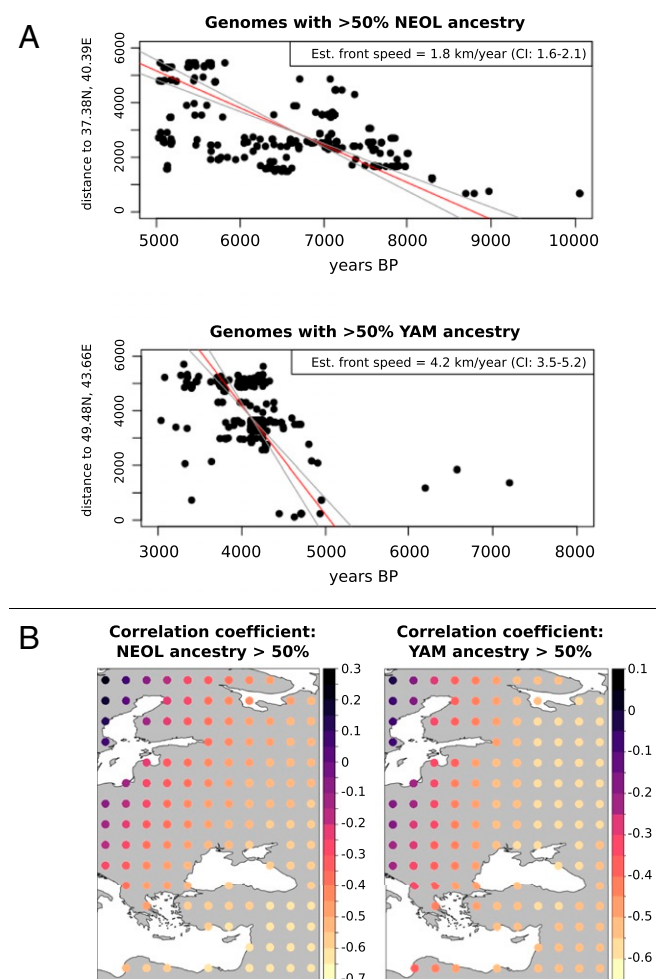 A
Genomes with >50% NEOL ancestry
Est. front speed = 1.8 km/year (CI: 1.6-2.1)
distance to 37.38N, 40.39E
6000
4000
2000
0
5000 6000 7000 8000 9000 10000
years BP
Genomes with >50% YAM ancestry
Est. front speed = 4.2 km/year (CI: 3.5-5.2)
distance to 49.48N, 43.66E
6000
4000
2000
0
3000 4000 5000 6000 7000 8000
years BP
B
Correlation coefficient:
NEOL ancestry > 50%
0.3
0.2
0.1
0
-0.1
-0.2
-0.3
-0.4
-0.5
-0.6
-0.7
Correlation coefficient:
YAM ancestry > 50%
0.1
0
-0.1
-0.2
-0.3
-0.4
-0.5
-0.6